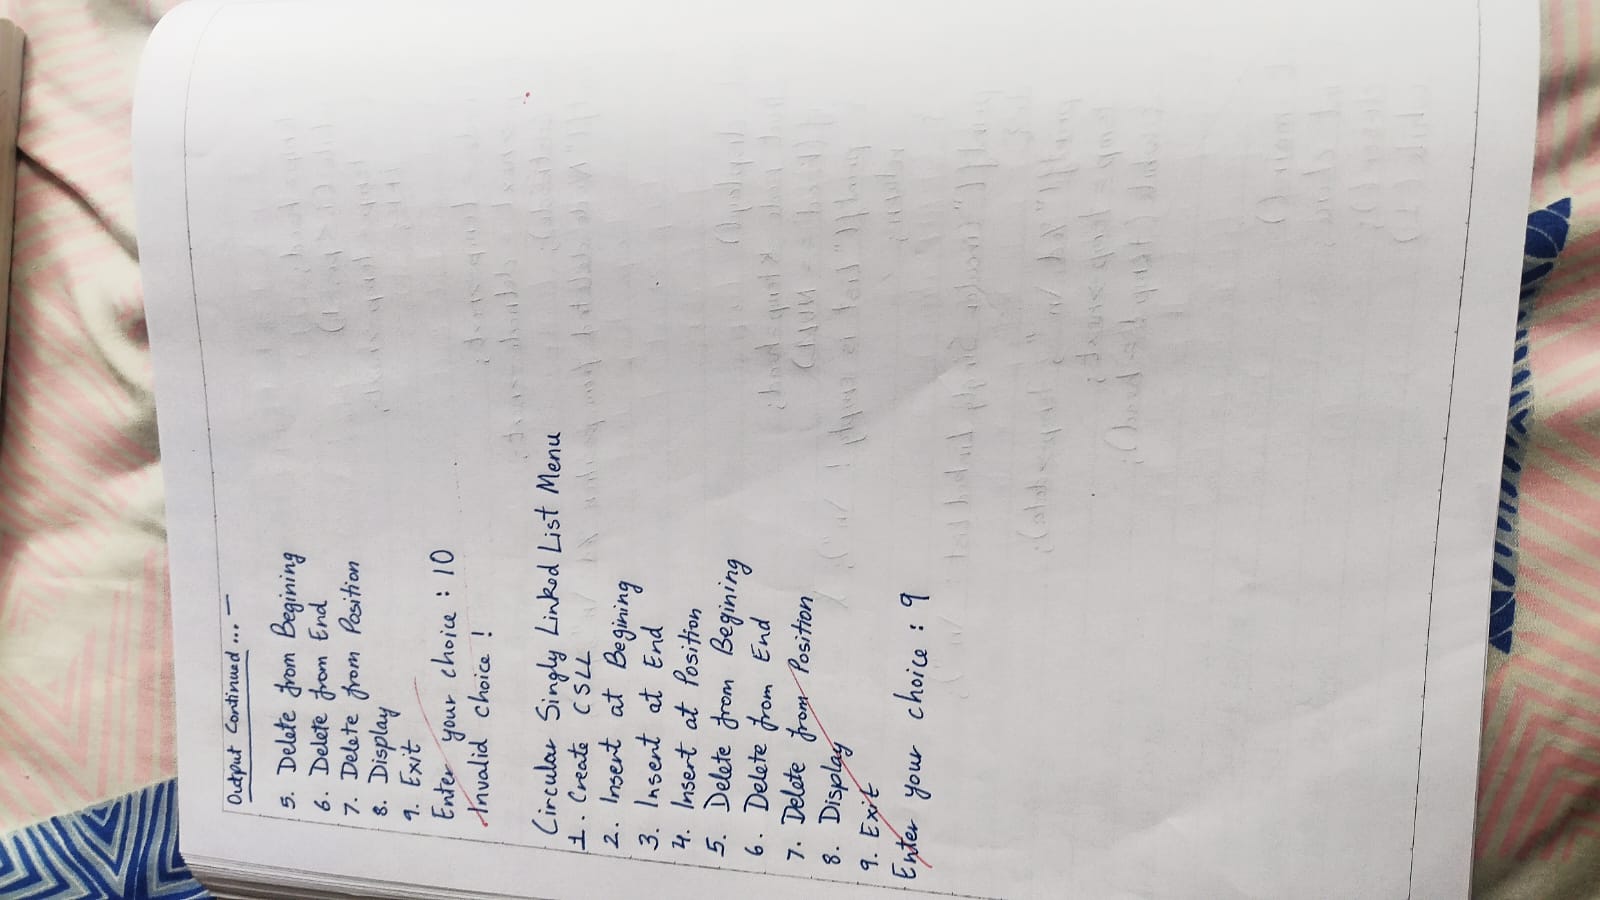 Output Continued... –
5. Delete from Begining
6. Delete from End
7. Delete from Position
8. Display
9. Exit
Enter your choice : 10
Invalid choice !
Circular Singly Linked List Menu
1. Create CSLL
2. Insert at Begining
3. Insert at End
4. Insert at Position
5. Delete from Begining
6. Delete from End
7. Delete from Position
8. Display
9. Exit
Enter your choice : 9